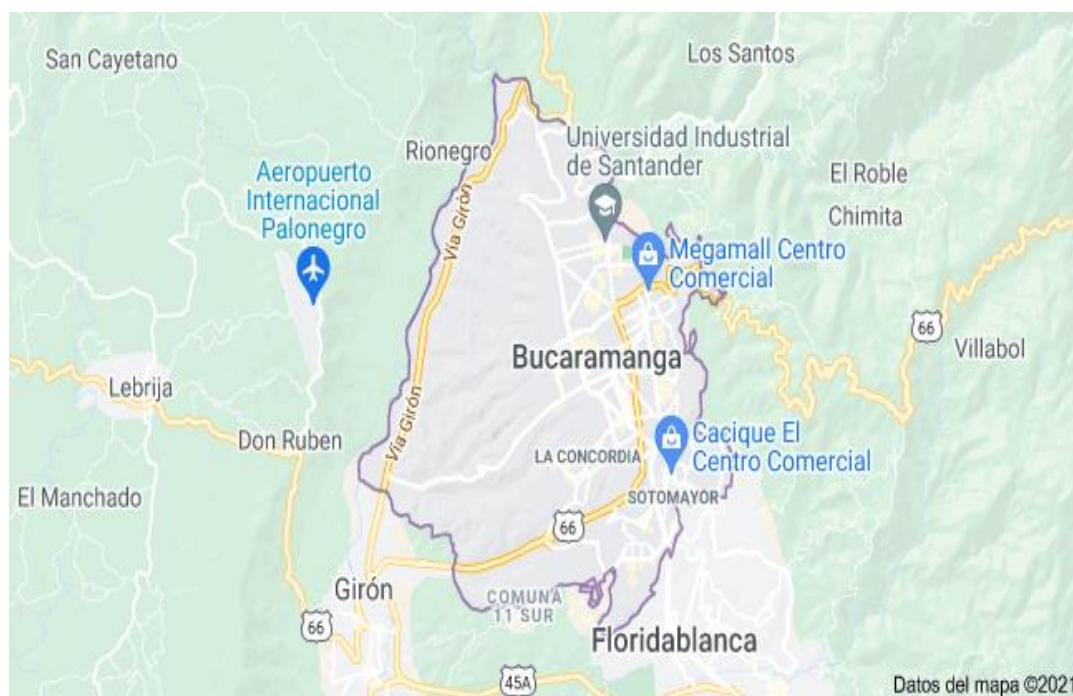 San Cayetano
Los Santos
Universidad Industrial
de Santander
Rionegro
Aeropuerto
Internacional
Palonegro
El Roble
Chimita
Vía Girón
Megamall Centro
Comercial
66
Villabol
Bucaramanga
Lebrija
Vía Girón
Don Ruben
Cacique El
Centro Comercial
LA CONCORDIA
El Manchado
SOTOMAYOR
66
Girón
COMUNA
11 SUR
66
Floridablanca
45A
Datos del mapa ©2021